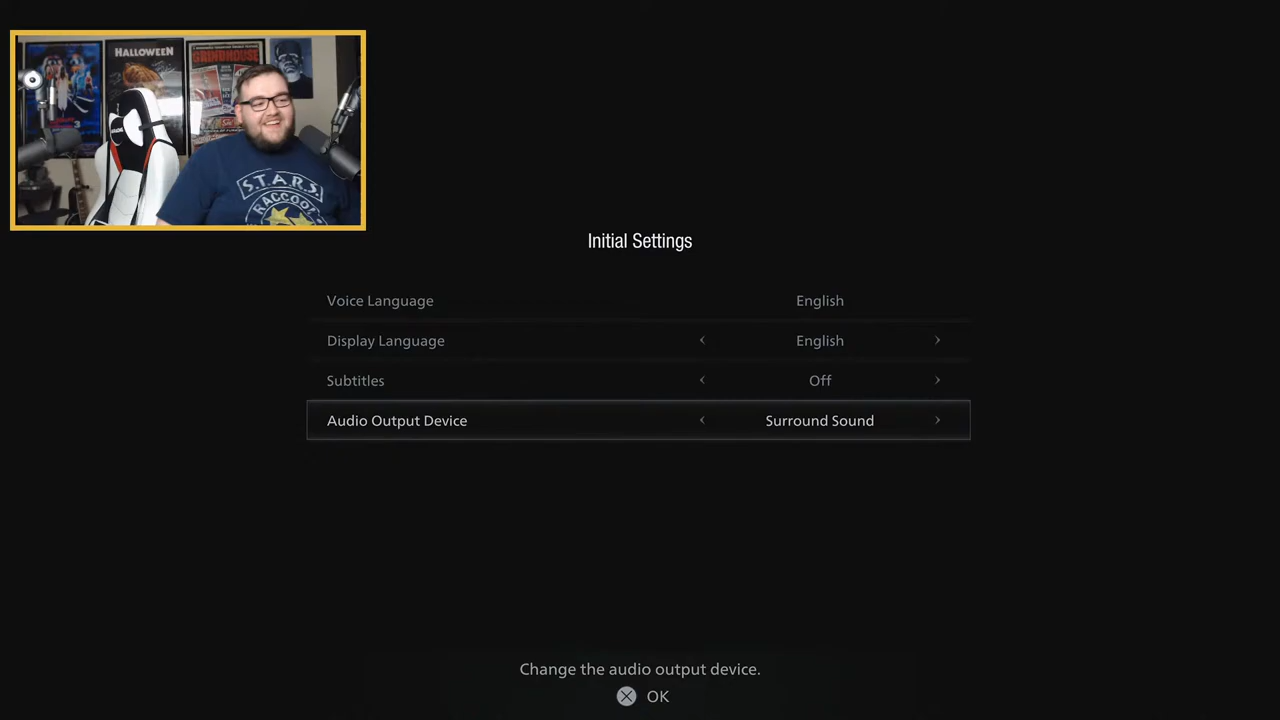 HALLOWEEN
GRINDHOUSE
3
S.T.A.R.S.
RACCOON
Initial Settings
Voice Language English
Display Language English
Subtitles Off
Audio Output Device Surround Sound
Change the audio output device.
OK